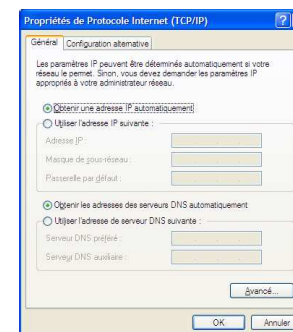 Propriétés de Protocole Internet (TCP/IP)
Général
Configuration alternative
Les paramètres IP peuvent être déterminés automatiquement si votre
réseau le permet. Sinon, vous devez demander les paramètres IP
appropriés à votre administrateur réseau.
Obtenir une adresse IP automatiquement
Utiliser l'adresse IP suivante :
Adresse IP :
Masque de sous-réseau :
Passerelle par défaut :
Obtenir les adresses des serveurs DNS automatiquement
Utiliser l'adresse de serveur DNS suivante :
Serveur DNS préféré :
Serveur DNS auxiliaire :
Avancé...
OK
Annuler